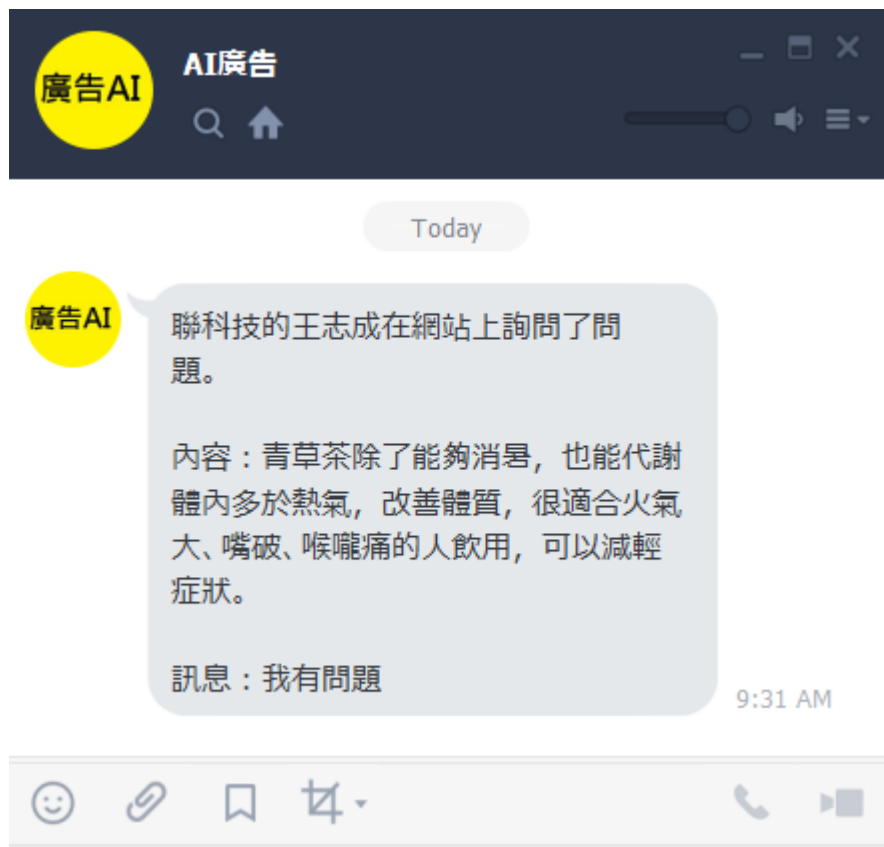 廣告AI
AI廣告
Today
廣告AI
聯科技的王志成在網站上詢問了問
題。
內容：青草茶除了能夠消暑，也能代謝
體內多於熱氣，改善體質，很適合火氣
大、嘴破、喉嚨痛的人飲用，可以減輕
症狀。
訊息：我有問題
9:31 AM